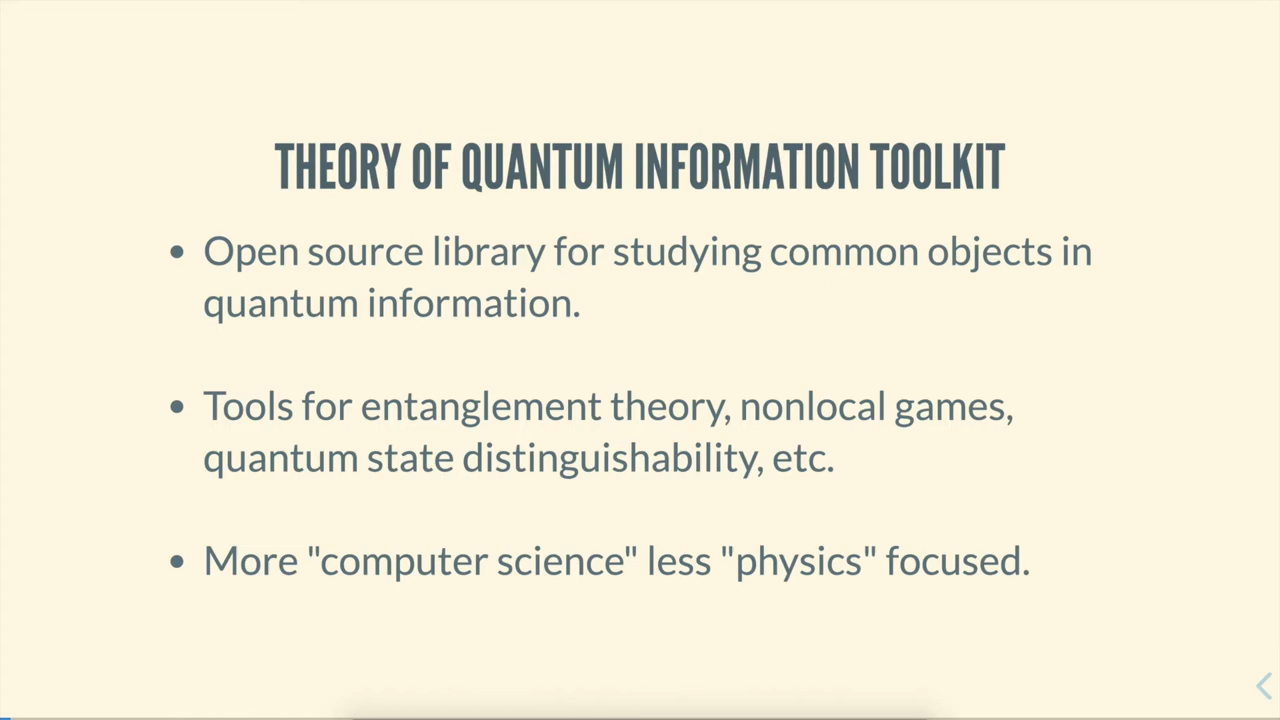 THEORY OF QUANTUM INFORMATION TOOLKIT
• Open source library for studying common objects in
quantum information.
• Tools for entanglement theory, nonlocal games,
quantum state distinguishability, etc.
• More "computer science" less "physics" focused.